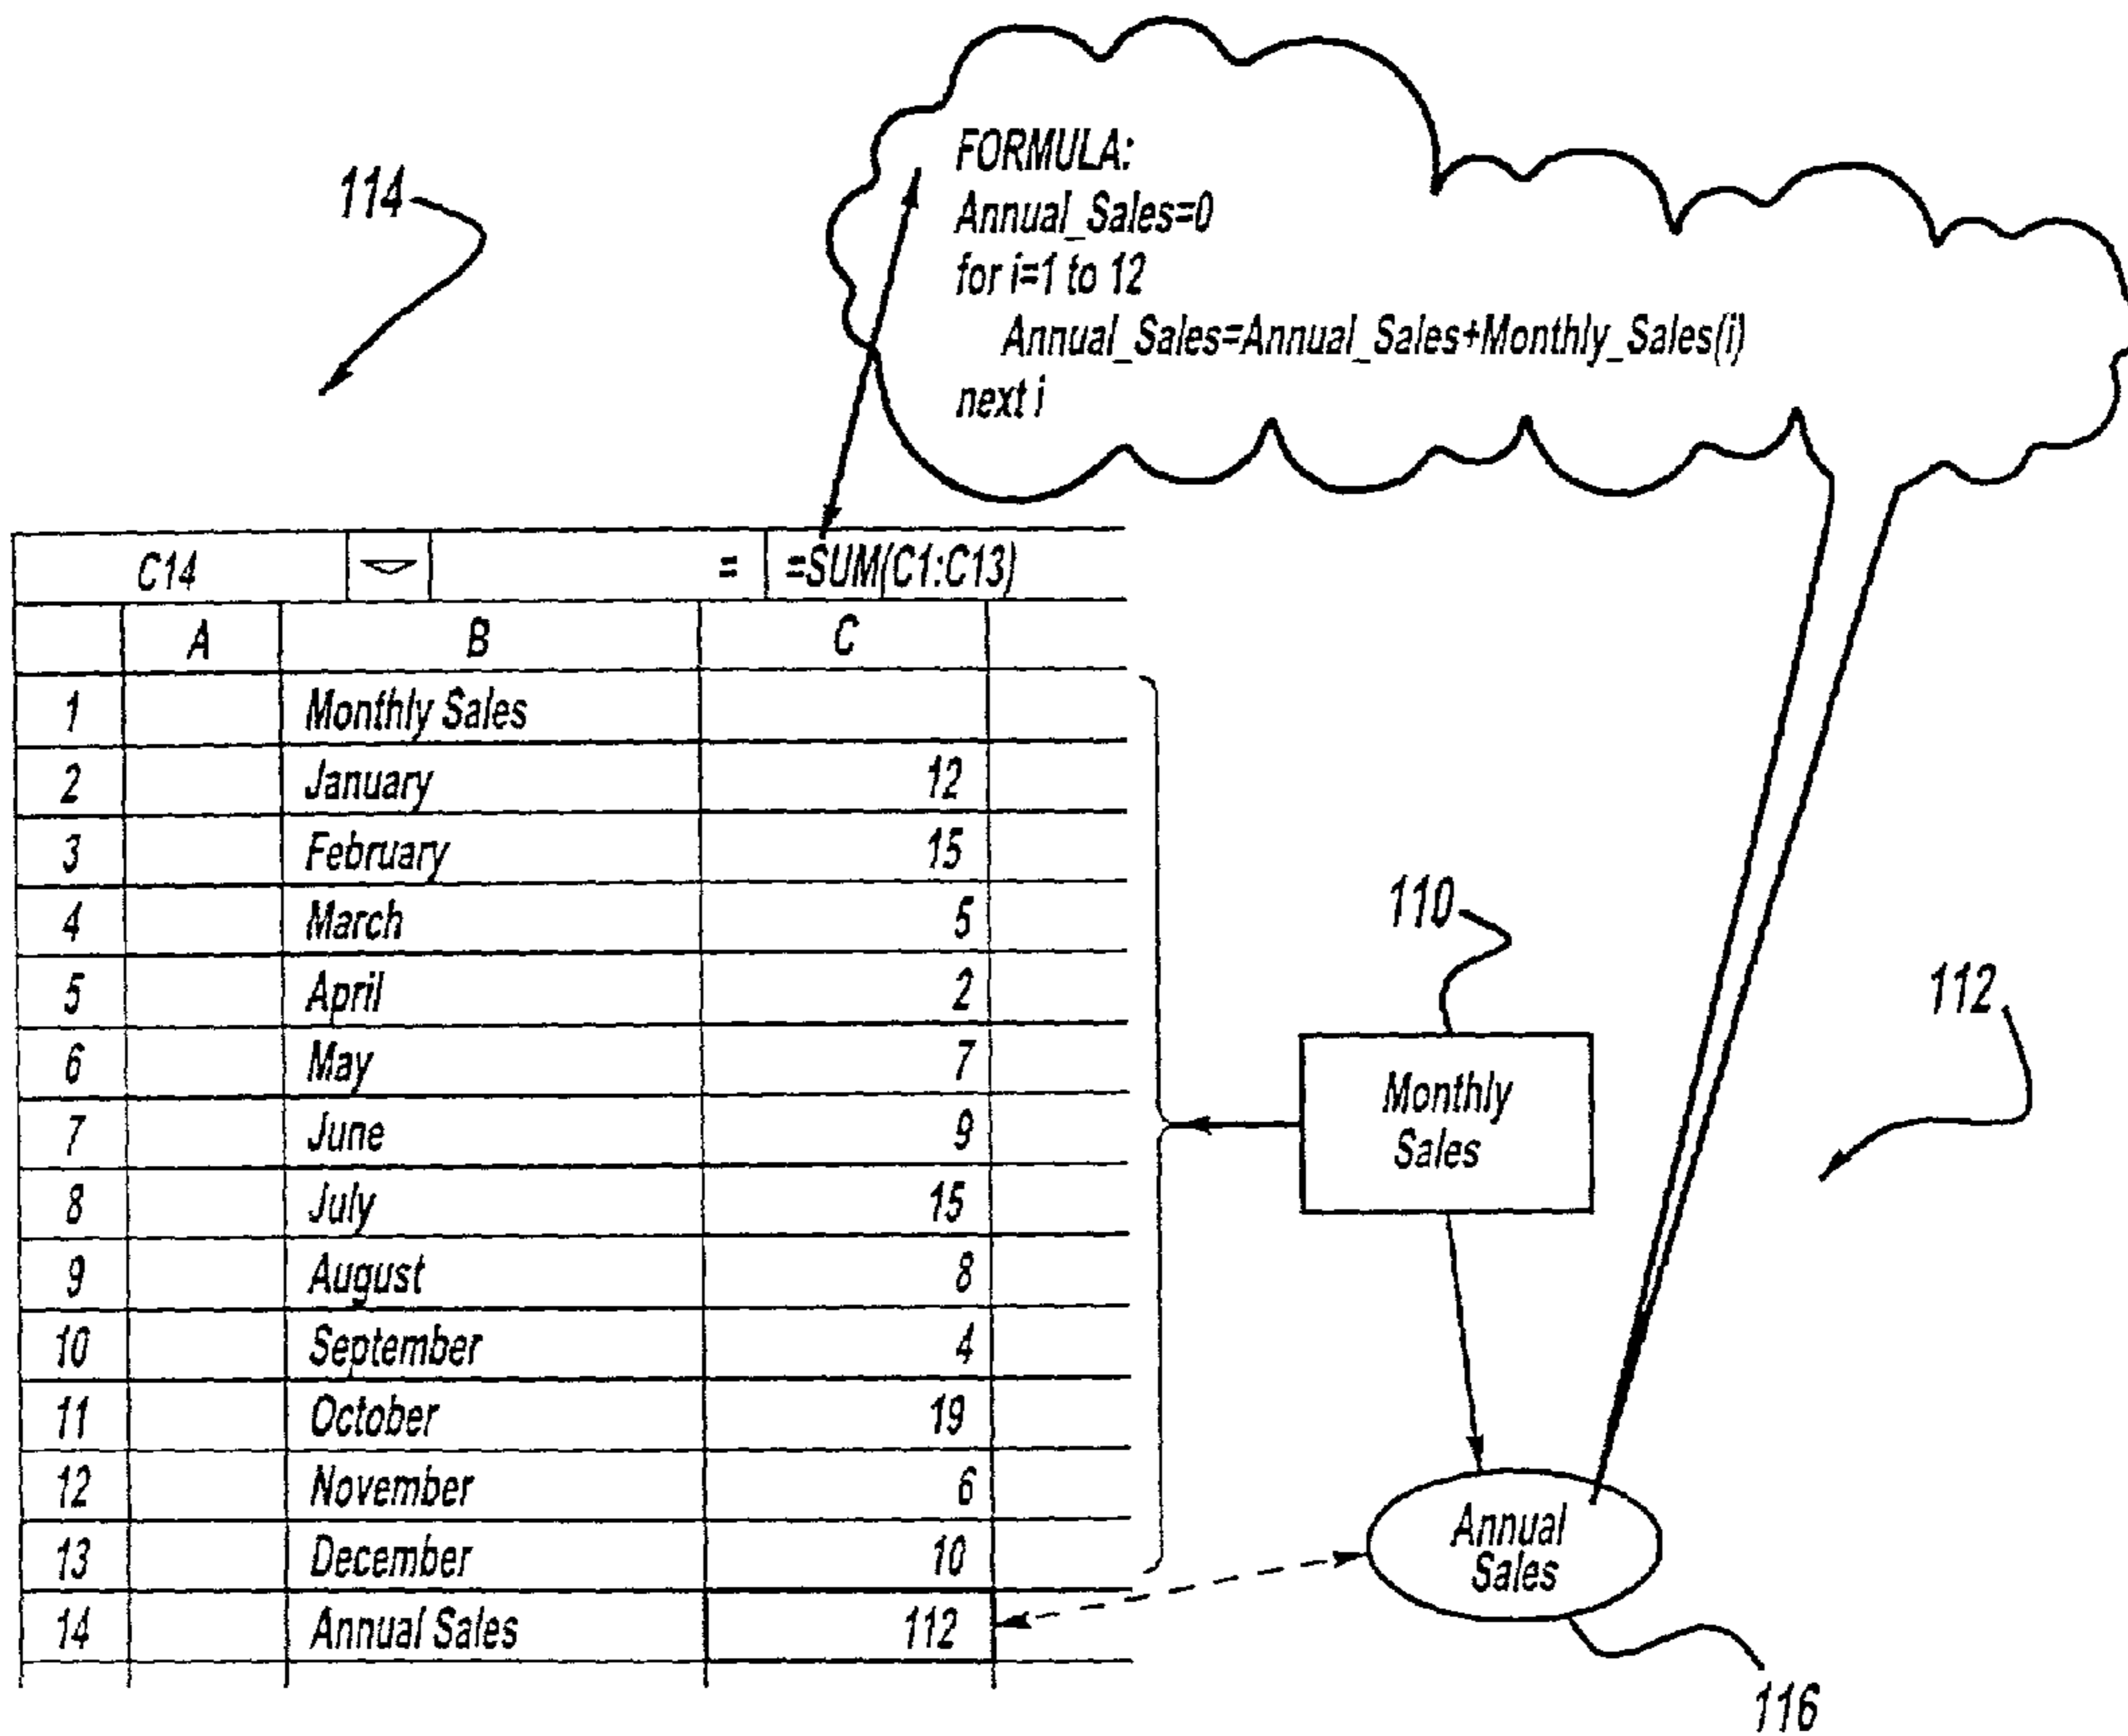 FORMULA:
Annual_Sales=0
for i=1 to 12
Annual_Sales=Annual_Sales+Monthly_Sales(i)
next i
114
C14 = =SUM(C1:C13)
A B C
1 Monthly Sales
2 January 12
3 February 15
4 March 5
5 April 2
6 May 7
7 June 9
8 July 15
9 August 8
10 September 4
11 October 19
12 November 6
13 December 10
14 Annual Sales 112
110
Monthly
Sales
112
Annual
Sales
116